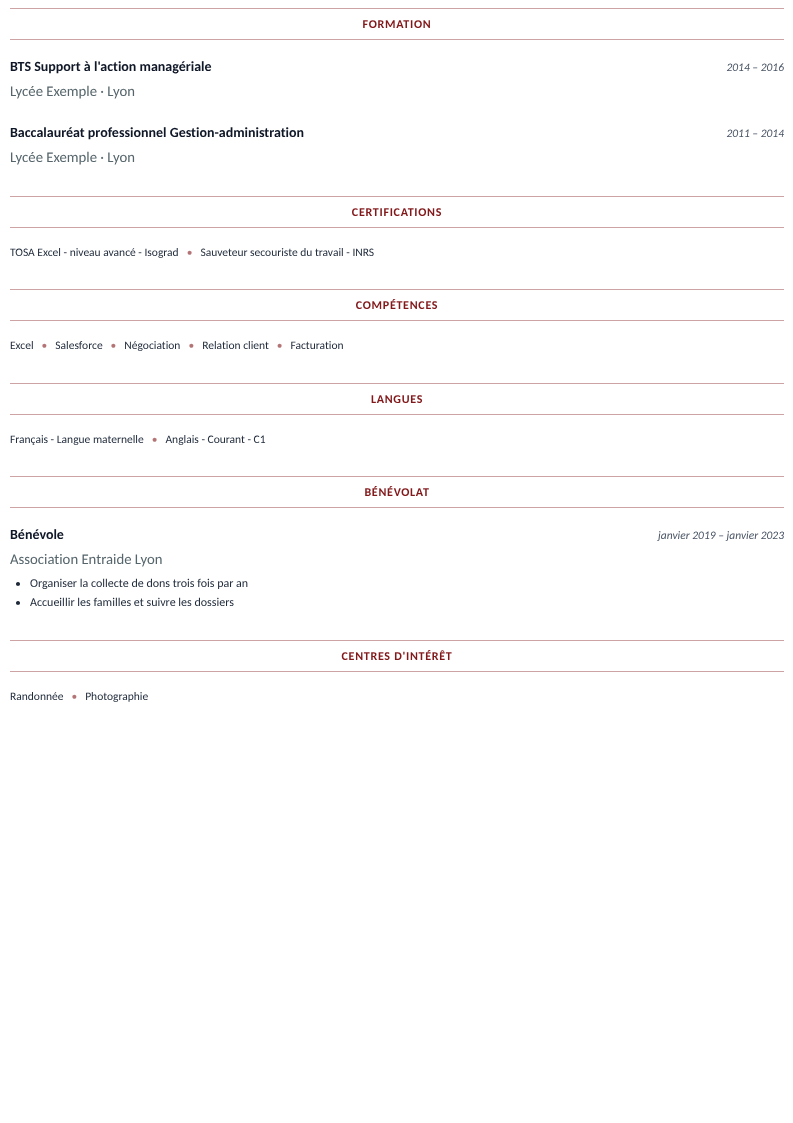 FORMATION
BTS Support à l'action managériale 2014 – 2016
Lycée Exemple · Lyon
Baccalauréat professionnel Gestion-administration 2011 – 2014
Lycée Exemple · Lyon
CERTIFICATIONS
TOSA Excel - niveau avancé - Isograd • Sauveteur secouriste du travail - INRS
COMPÉTENCES
Excel • Salesforce • Négociation • Relation client • Facturation
LANGUES
Français - Langue maternelle • Anglais - Courant - C1
BÉNÉVOLAT
Bénévole janvier 2019 – janvier 2023
Association Entraide Lyon
• Organiser la collecte de dons trois fois par an
• Accueillir les familles et suivre les dossiers
CENTRES D'INTÉRÊT
Randonnée • Photographie